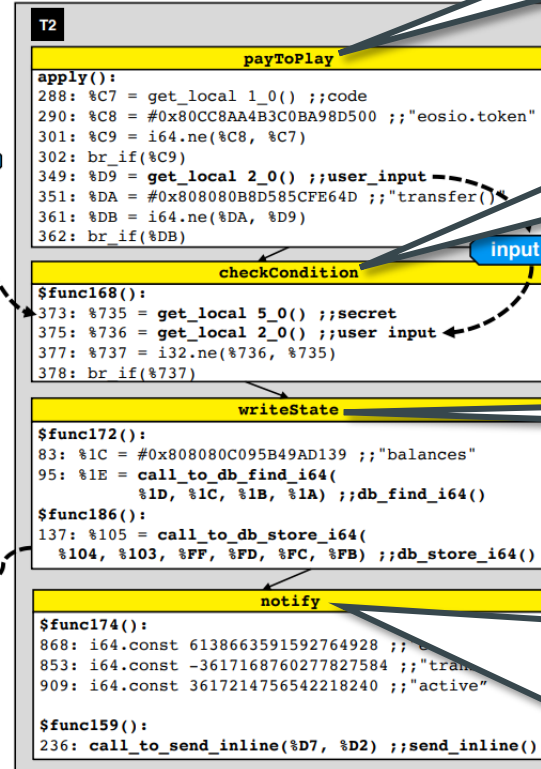 T2
payToPlay
apply():
288: %C7 = get_local 1_0() ;;code
290: %C8 = #0x80CC8AA4B3C0BA98D500 ;;"eosio.token"
301: %C9 = i64.ne(%C8, %C7)
302: br_if(%C9)
349: %D9 = get_local 2_0() ;;user_input
351: %DA = #0x808080B8D585CFE64D ;;"transfer()"
361: %DB = i64.ne(%DA, %D9)
362: br_if(%DB)
input
checkCondition
$func168():
373: %735 = get_local 5_0() ;;secret
375: %736 = get_local 2_0() ;;user input
377: %737 = i32.ne(%736, %735)
378: br_if(%737)
writeState
$func172():
83: %1C = #0x808080C095B49AD139 ;;"balances"
95: %1E = call_to_db_find_i64(
%1D, %1C, %1B, %1A) ;;db_find_i64()
$func186():
137: %105 = call_to_db_store_i64(
%104, %103, %FF, %FD, %FC, %FB) ;;db_store_i64()
notify
$func174():
868: i64.const 6138663591592764928 ;;
853: i64.const -3617168760277827584 ;;"tran
909: i64.const 3617214756542218240 ;;"active"
$func159():
236: call_to_send_inline(%D7, %D2) ;;send_inline()